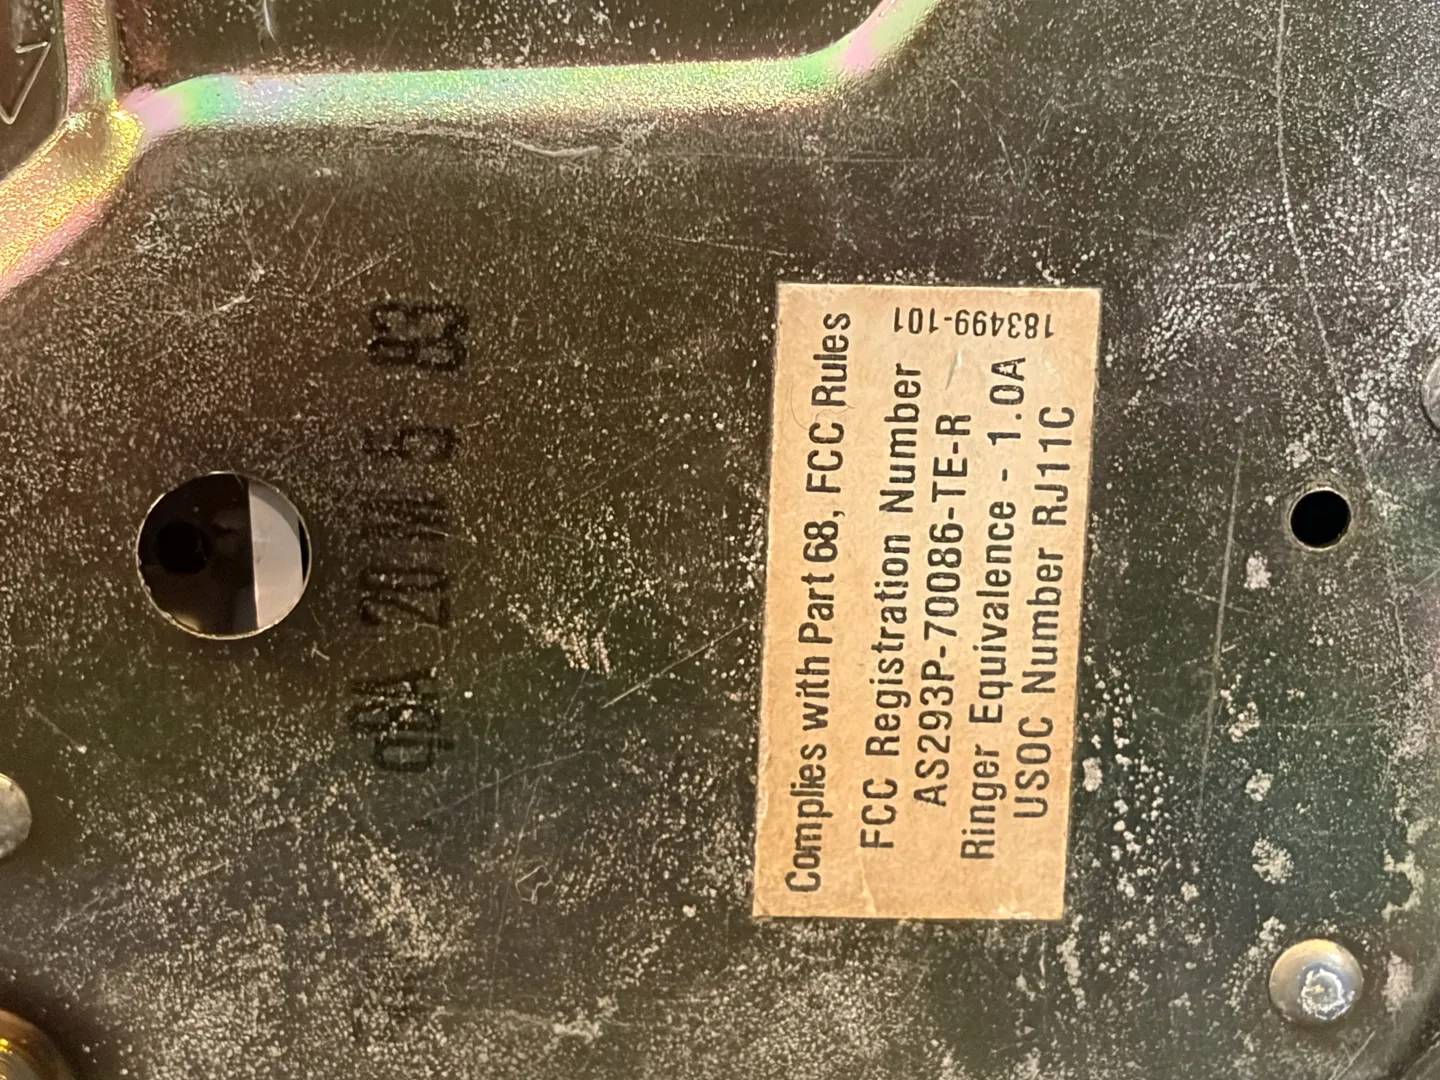 Complies with Part 68, FCC Rules
FCC Registration Number
AS293P-70086-TE-R
Ringer Equivalence - 1.0A
USOC Number RJ11C
183499-101
20 5 83